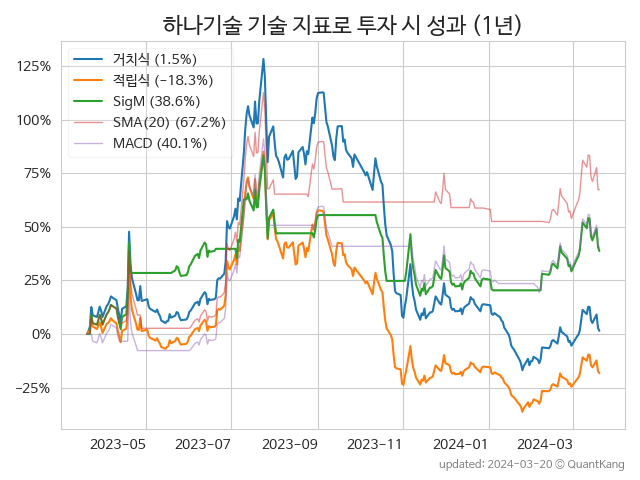 하나기술 기술 지표로 투자 시 성과 (1년)
125%
100%
75%
50%
25%
0%
−25%
거치식 (1.5%)
적립식 (−18.3%)
SigM (38.6%)
SMA(20) (67.2%)
MACD (40.1%)
2023-05 2023-07 2023-09 2023-11 2024-01 2024-03
updated: 2024-03-20 © QuantKang